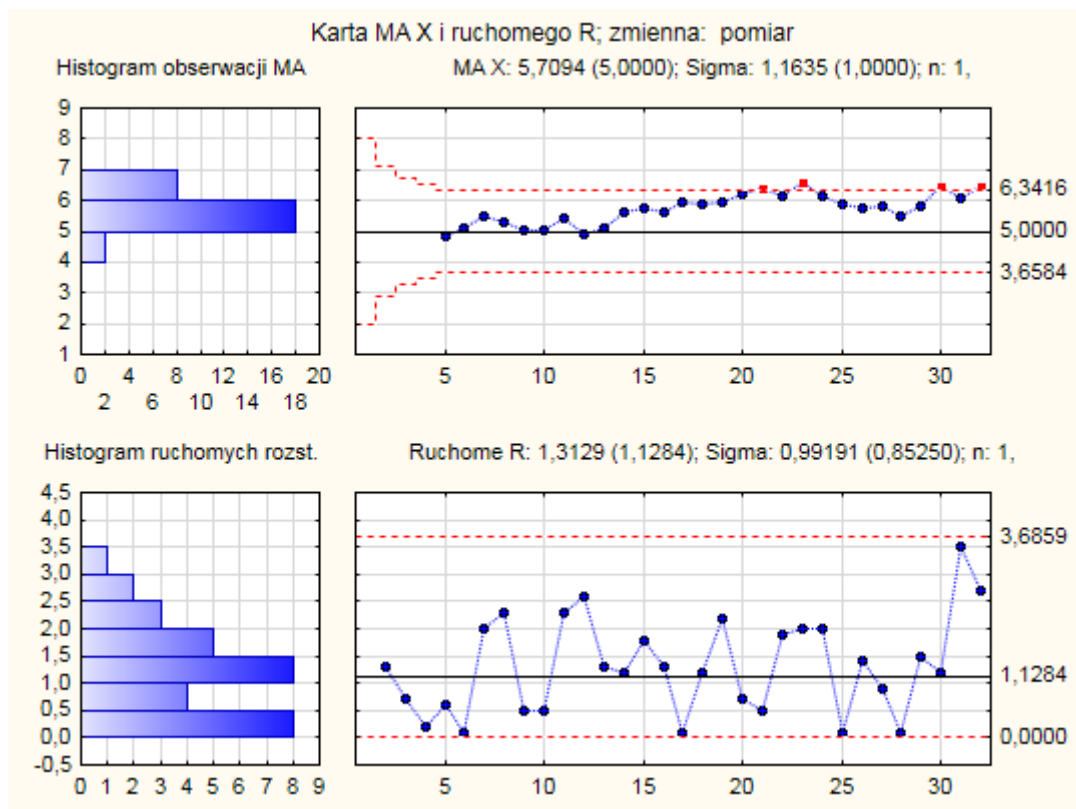 Karta MA X i ruchomego R; zmienna: pomiar
Histogram obserwacji MA
MA X: 5,7094 (5,0000); Sigma: 1,1635 (1,0000); n: 1,
9
8
7
6
5
4
3
2
1
0 4 8 12 16 20
2 6 10 14 18
6,3416
5,0000
3,6584
5 10 15 20 25 30
Histogram ruchomych rozst.
Ruchome R: 1,3129 (1,1284); Sigma: 0,99191 (0,85250); n: 1,
4,5
4,0
3,5
3,0
2,5
2,0
1,5
1,0
0,5
0,0
-0,5
0 1 2 3 4 5 6 7 8 9
3,6859
1,1284
0,0000
5 10 15 20 25 30